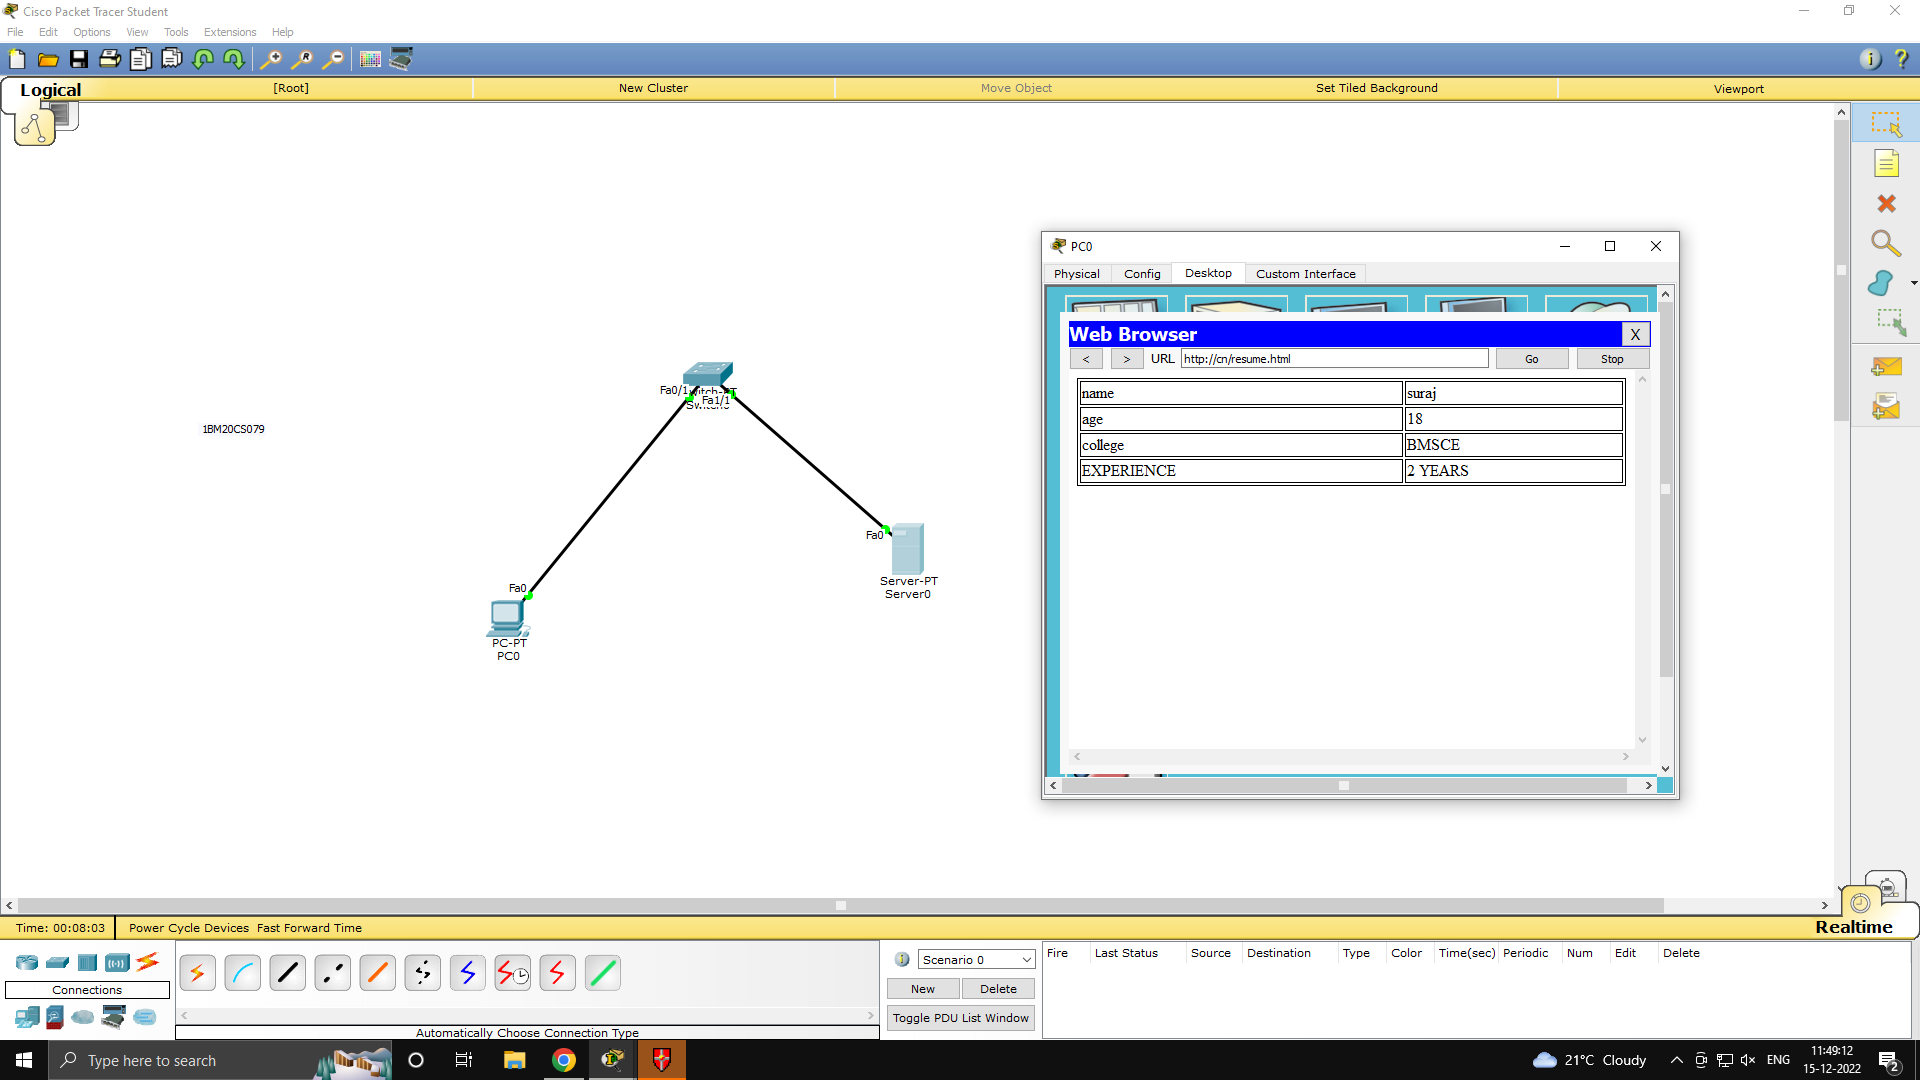 Cisco Packet Tracer Student
File Edit Options View Tools Extensions Help
Logical [Root] New Cluster Move Object Set Tiled Background Viewport
PC0
Physical Config Desktop Custom Interface
Web Browser X
< > URL http://cn/resume.html Go Stop
name suraj
age 18
college BMSCE
EXPERIENCE 2 YEARS
Fa0/1
Fa1/1
1BM20CS079
Fa0
Server-PT
Server0
Fa0
PC-PT
PC0
Realtime
Time: 00:08:03 Power Cycle Devices Fast Forward Time
Connections
Automatically Choose Connection Type
Scenario 0
New Delete
Toggle PDU List Window
Fire Last Status Source Destination Type Color Time(sec) Periodic Num Edit Delete
Type here to search
21°C Cloudy
ENG
11:49:12
15-12-2022
2